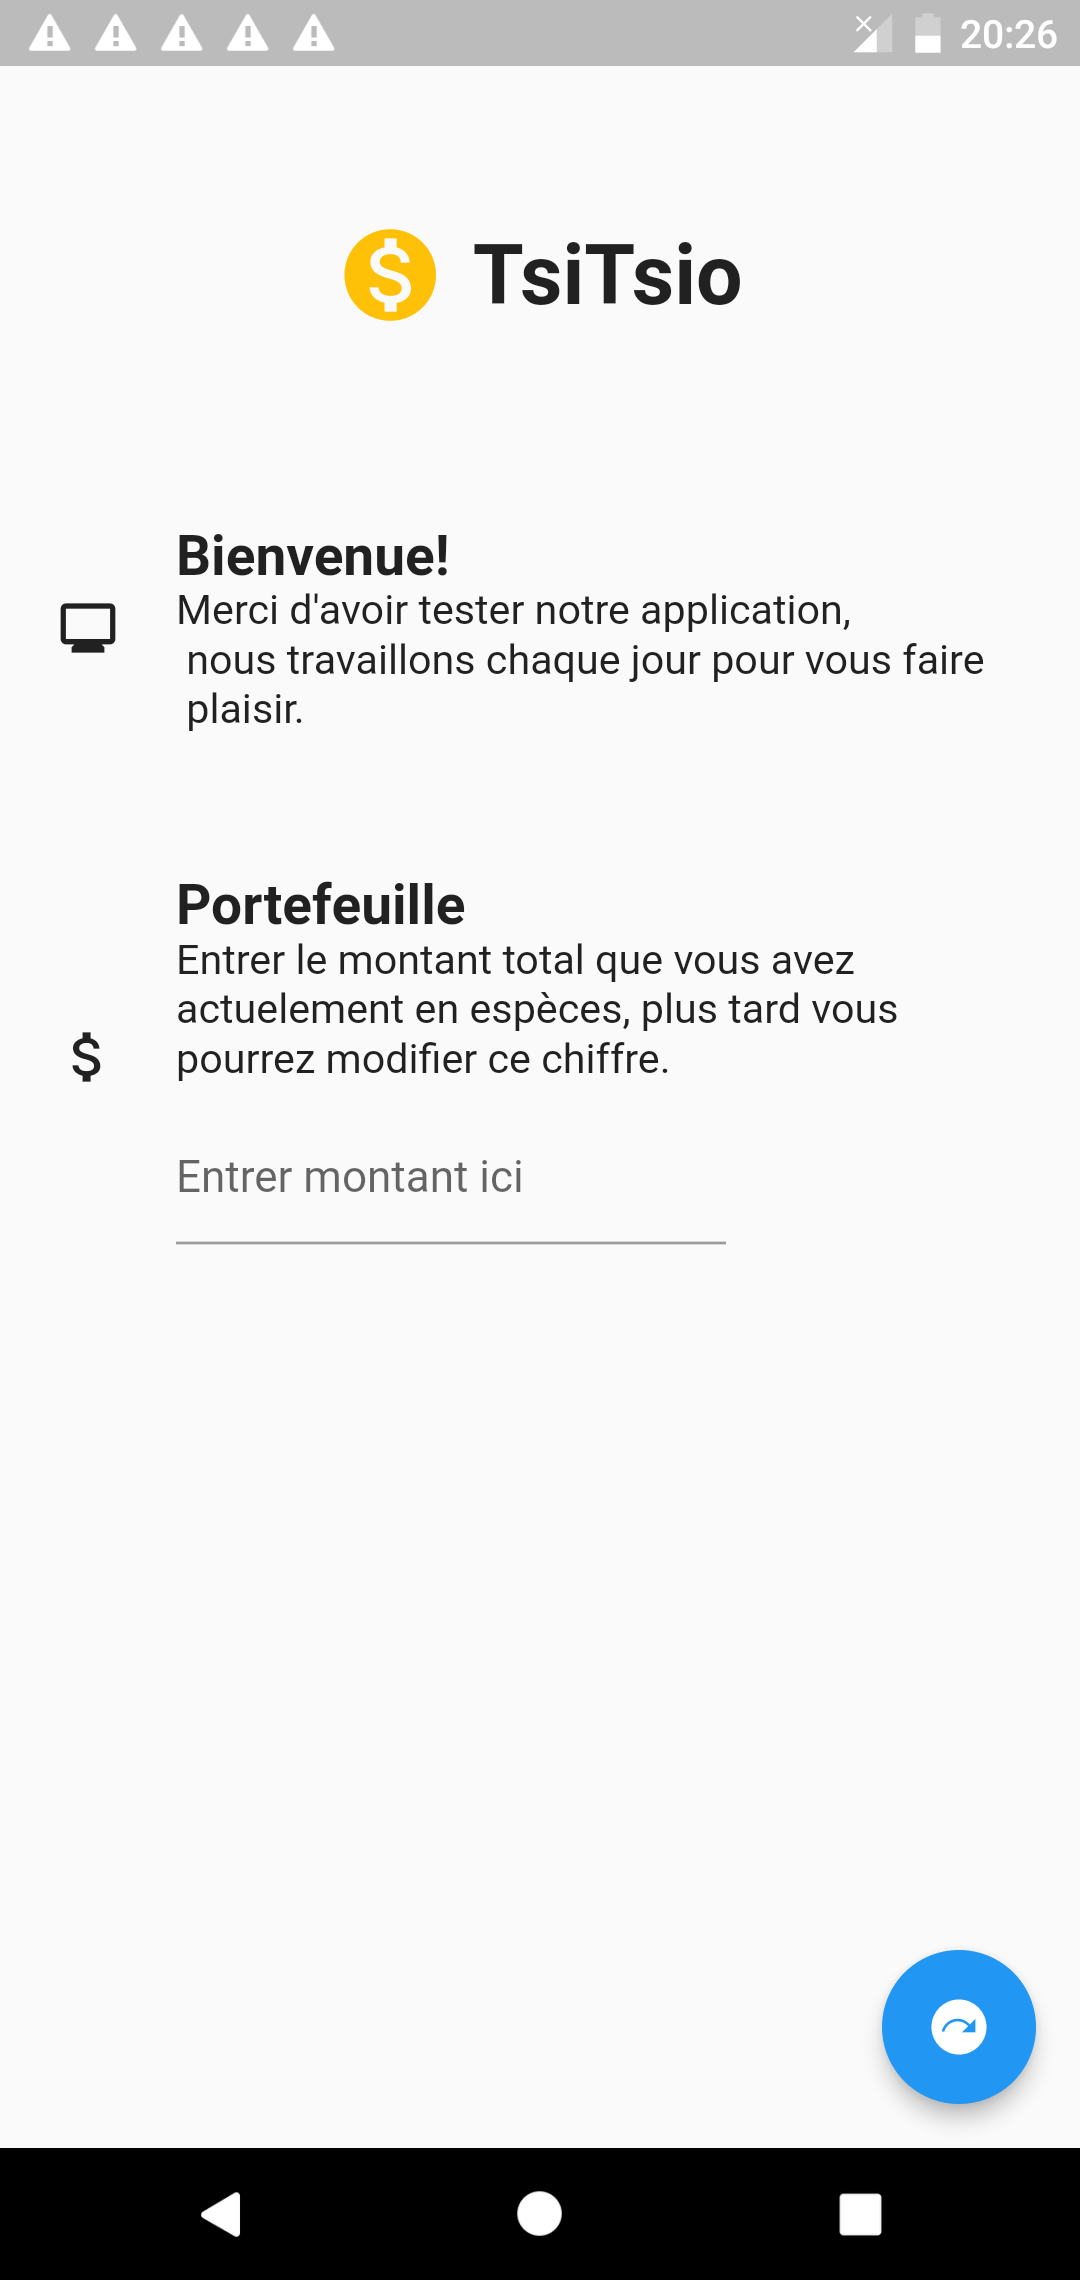 20:26
TsiTsio
Bienvenue!
Merci d'avoir tester notre application,
nous travaillons chaque jour pour vous faire
plaisir.
Portefeuille
Entrer le montant total que vous avez
actuelement en espèces, plus tard vous
pourrez modifier ce chiffre.
Entrer montant ici